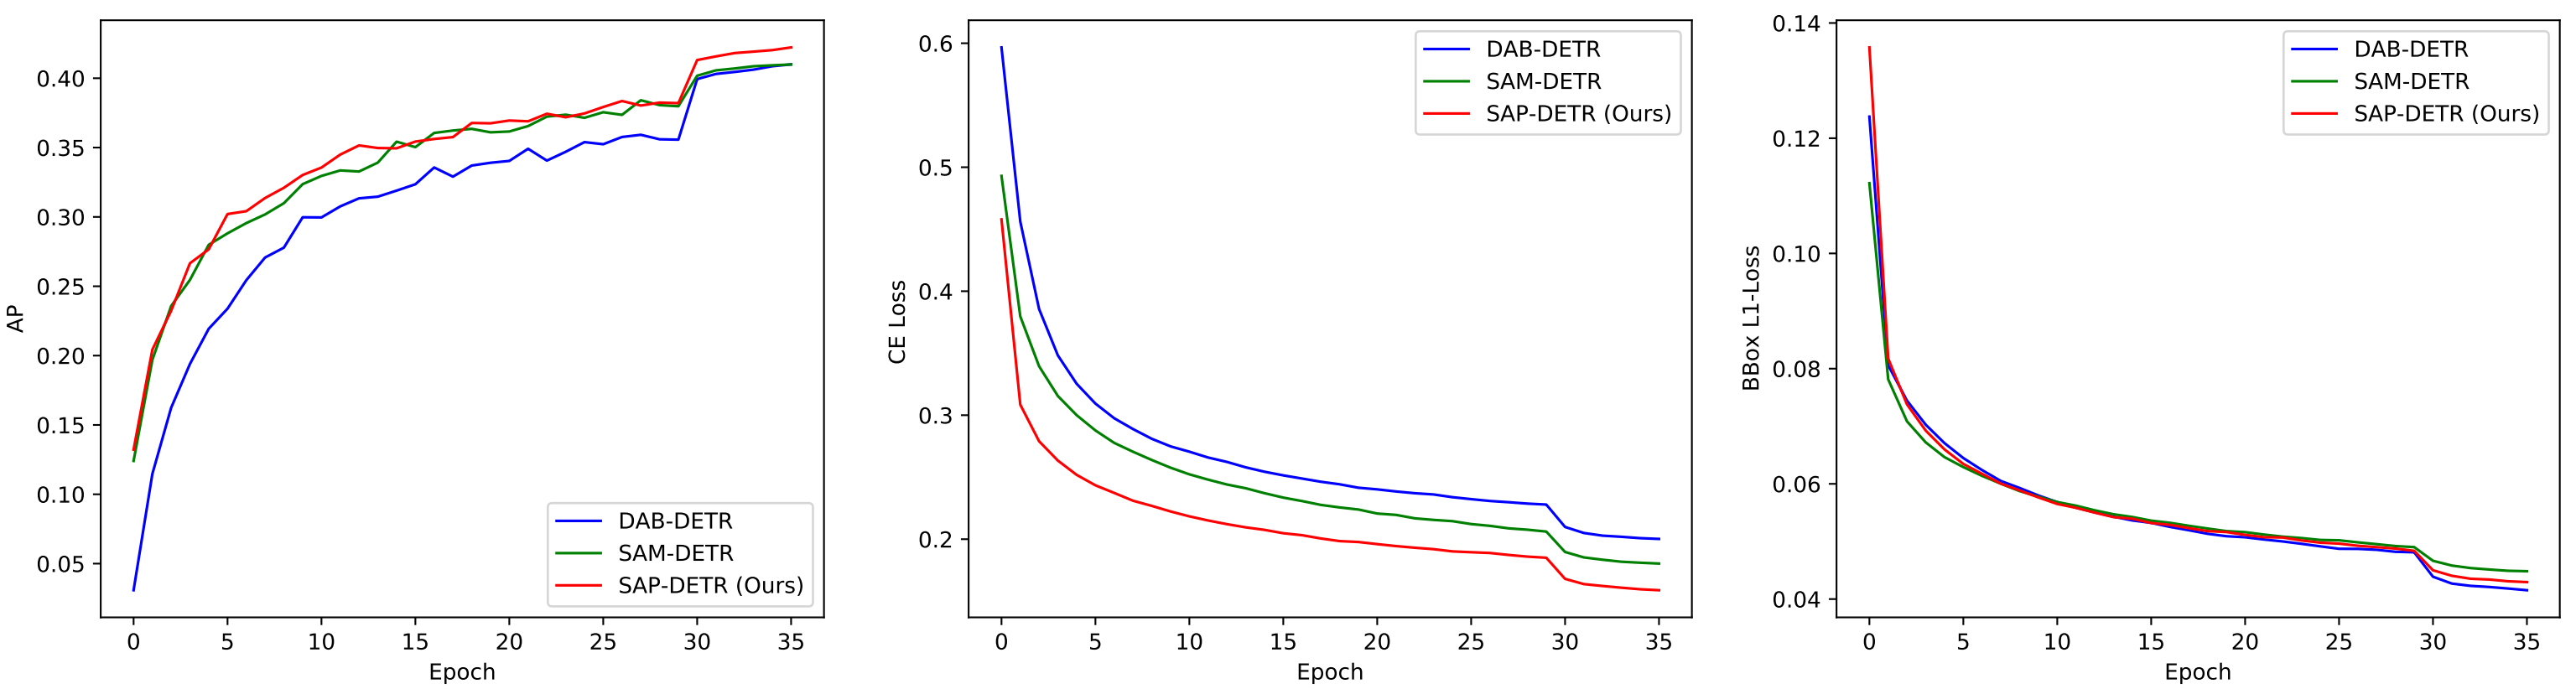 AP
0.40
0.35
0.30
0.25
0.20
0.15
0.10
0.05
0 5 10 15 20 25 30 35
Epoch
DAB-DETR
SAM-DETR
SAP-DETR (Ours)
CE Loss
0.6
0.5
0.4
0.3
0.2
0 5 10 15 20 25 30 35
Epoch
DAB-DETR
SAM-DETR
SAP-DETR (Ours)
BBox L1-Loss
0.14
0.12
0.10
0.08
0.06
0.04
0 5 10 15 20 25 30 35
Epoch
DAB-DETR
SAM-DETR
SAP-DETR (Ours)